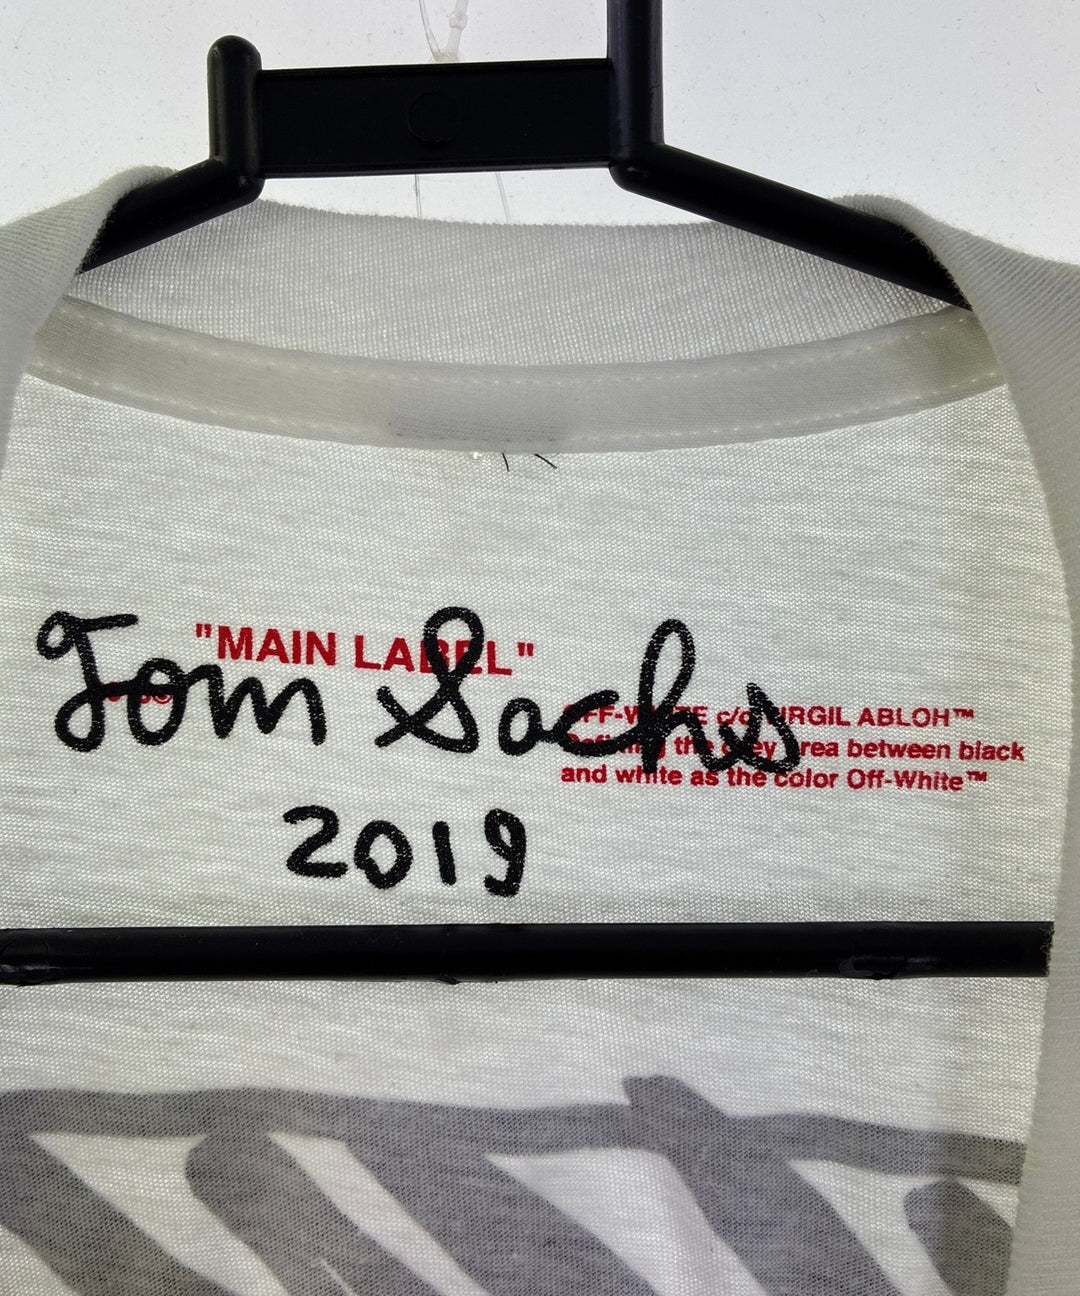 "MAIN LABEL"
Tom Sachs
OFF-WHITE c/o VIRGIL ABLOH™
Defining the grey area between black
and white as the color Off-White™
2019